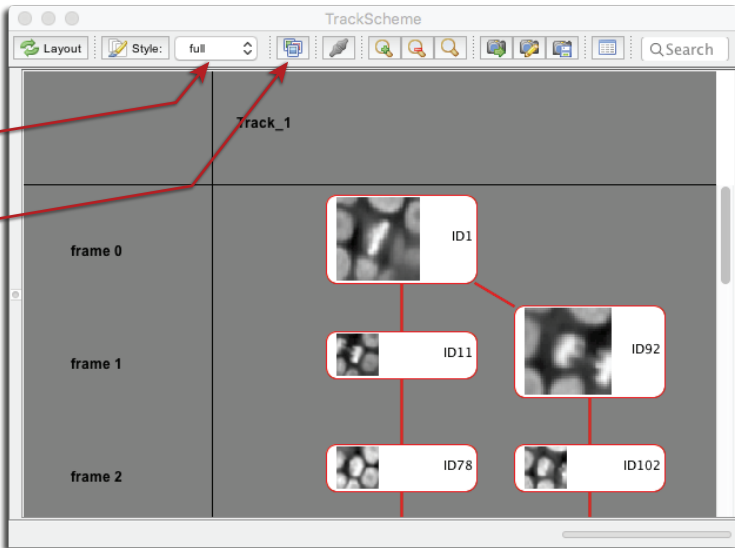 TrackScheme
Layout Style: full Search
Track_1
frame 0 ID1
frame 1 ID11 ID92
frame 2 ID78 ID102